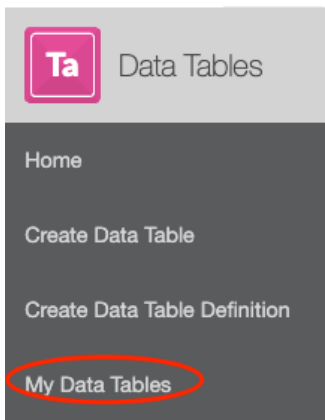 Ta
Data Tables
Home
Create Data Table
Create Data Table Definition
My Data Tables